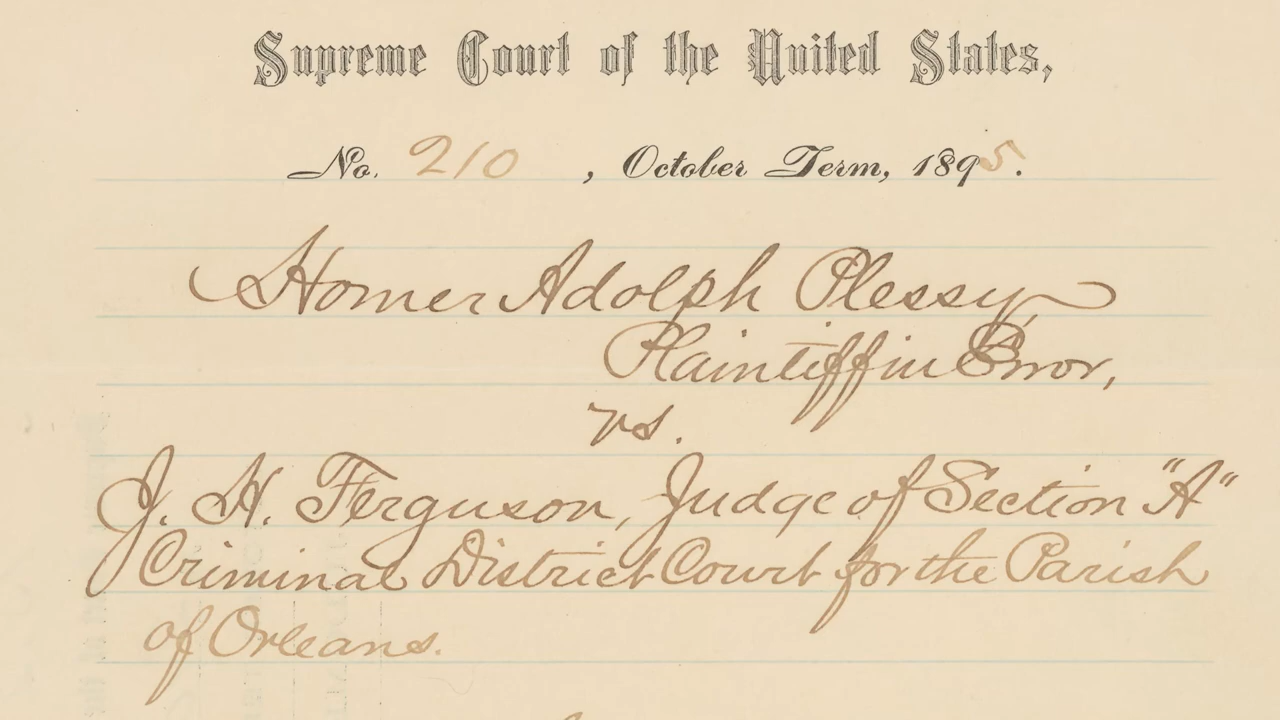 Supreme Court of the United States,
No. 210, October Term, 1895.
Homer Adolph Plessy
Plaintiff in Error,
vs.
J. H. Ferguson, Judge of Section "A"
Criminal District Court for the Parish
of Orleans.